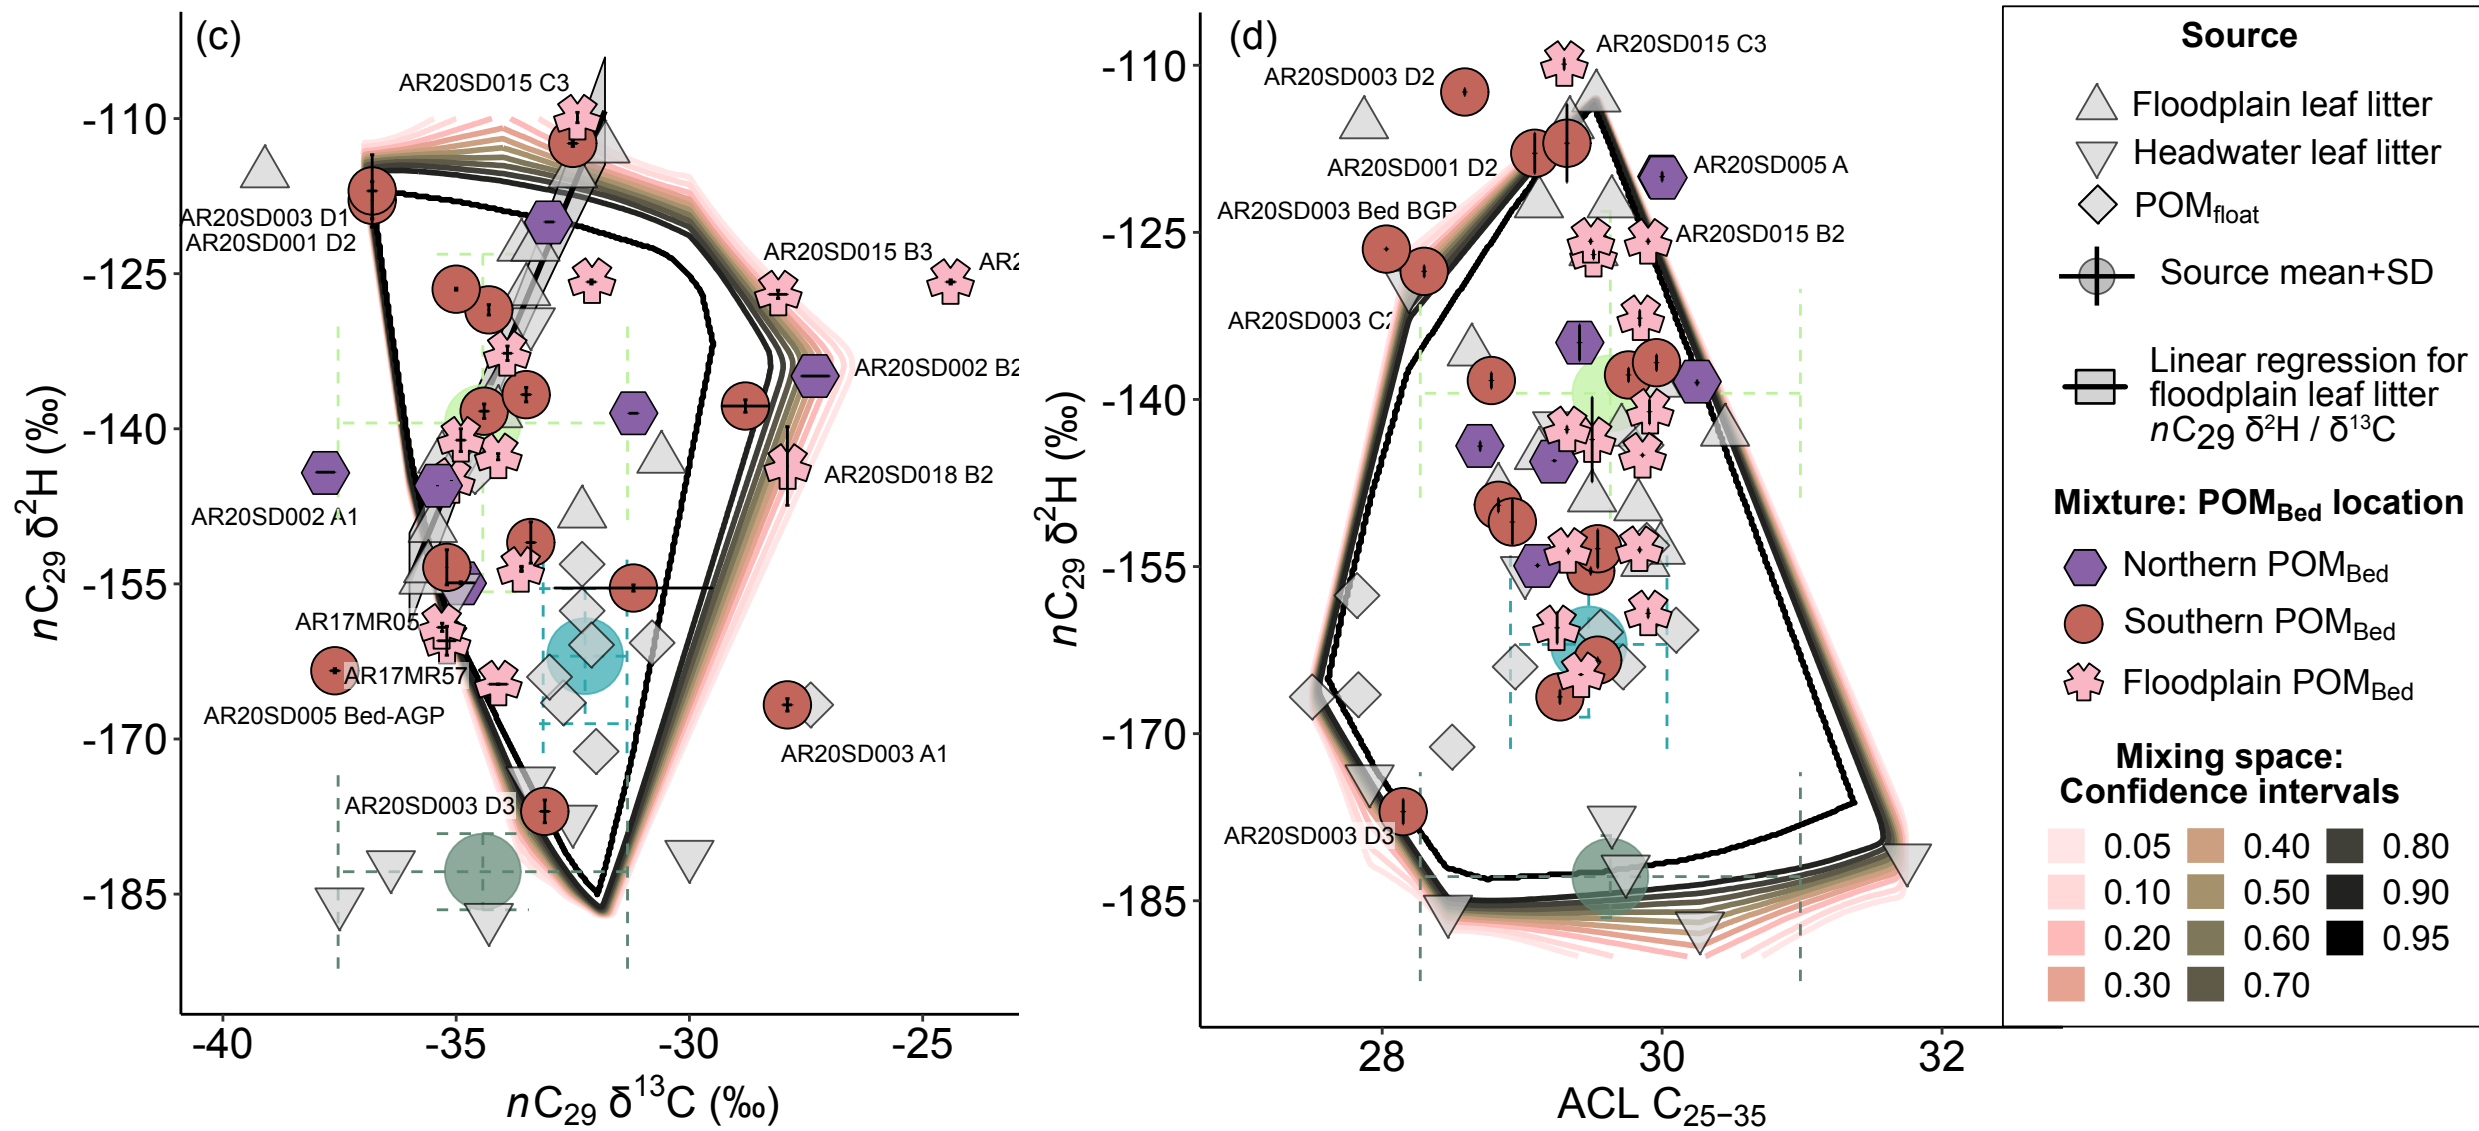 (c)
AR20SD015 C3
-110
-125
-140
-155
-170
-185
nC29 δ2H (‰)
AR20SD003 D1
AR20SD001 D2
AR20SD015 B3
AR2
AR20SD002 B2
AR20SD018 B2
AR20SD002 A1
AR17MR05
AR17MR57
AR20SD005 Bed-AGP
AR20SD003 A1
AR20SD003 D3
-40
-35
-30
-25
nC29 δ13C (‰)
(d)
AR20SD015 C3
AR20SD003 D2
AR20SD001 D2
AR20SD005 A
AR20SD003 Bed BGP
AR20SD015 B2
AR20SD003 C2
AR20SD003 D3
-110
-125
-140
-155
-170
-185
nC29 δ2H (‰)
28
30
32
ACL C25–35
Source
Floodplain leaf litter
Headwater leaf litter
POMfloat
Source mean+SD
Linear regression for
floodplain leaf litter
nC29 δ2H / δ13C
Mixture: POMBed location
Northern POMBed
Southern POMBed
Floodplain POMBed
Mixing space:
Confidence intervals
0.05 0.40 0.80
0.10 0.50 0.90
0.20 0.60 0.95
0.30 0.70